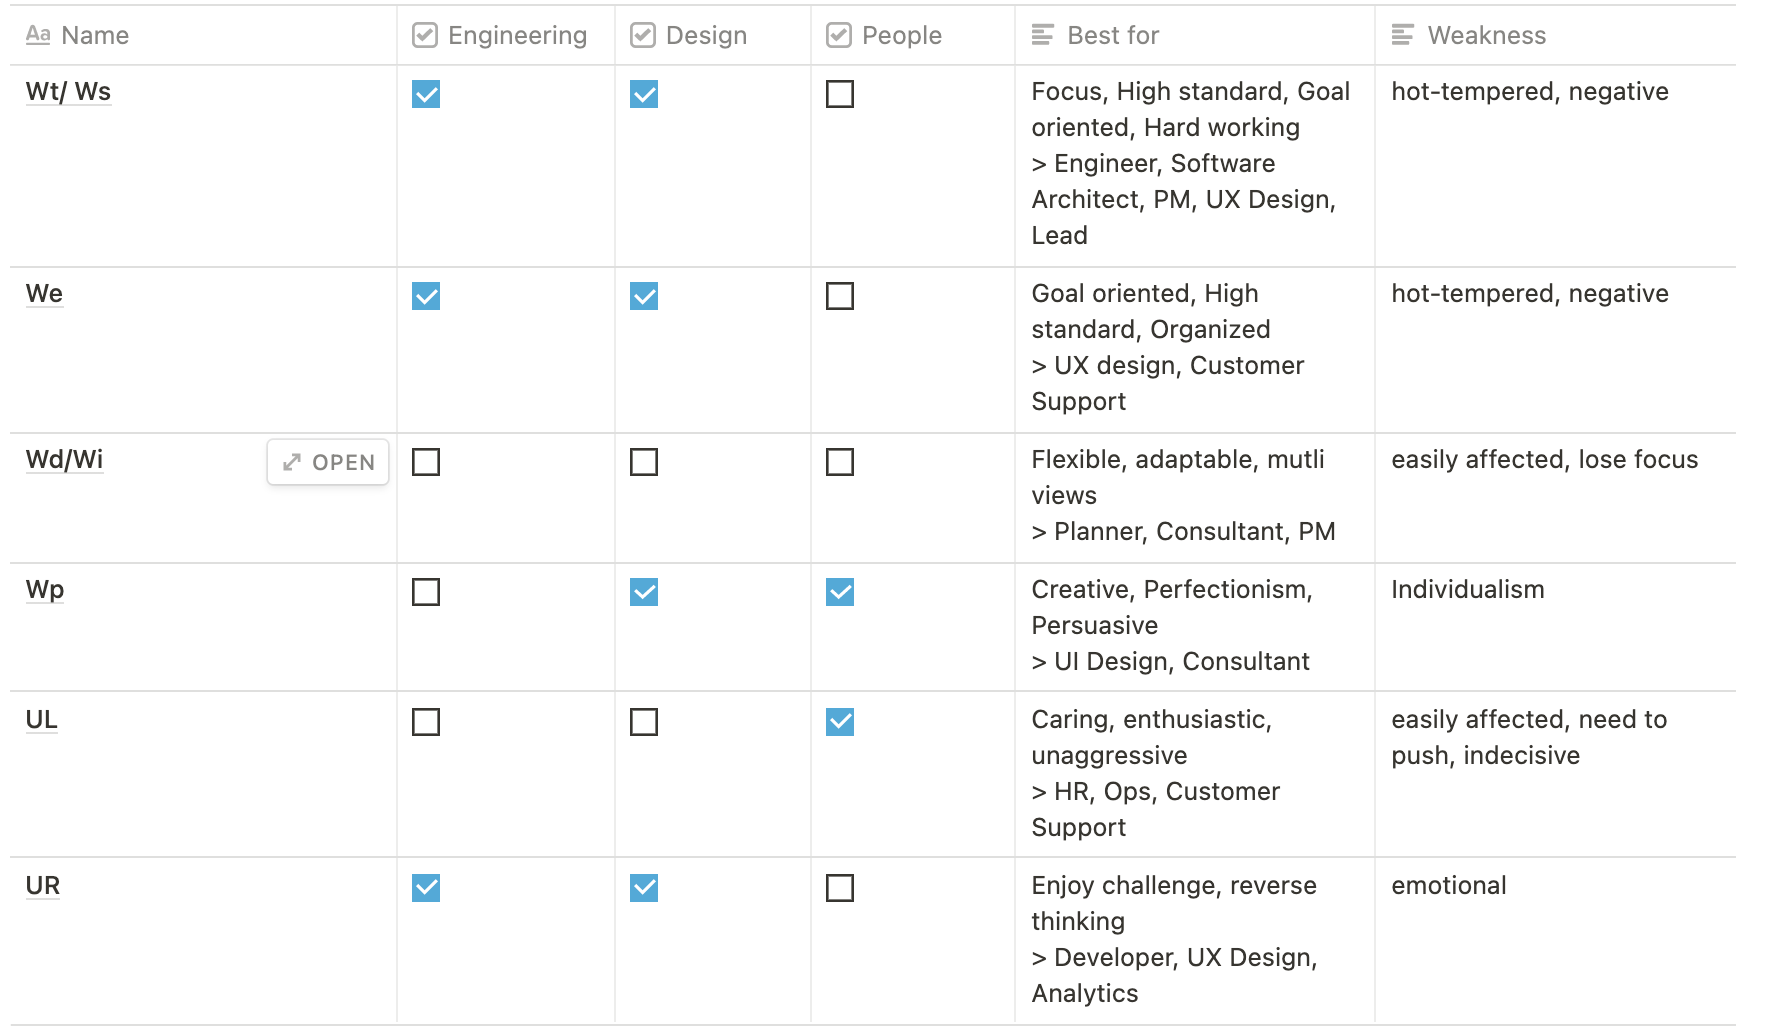 Aa Name Engineering Design People Best for Weakness
Wt/ Ws
Focus, High standard, Goal
oriented, Hard working
> Engineer, Software
Architect, PM, UX Design,
Lead
hot-tempered, negative
We
Goal oriented, High
standard, Organized
> UX design, Customer
Support
hot-tempered, negative
Wd/Wi
OPEN
Flexible, adaptable, mutli
views
> Planner, Consultant, PM
easily affected, lose focus
Wp
Creative, Perfectionism,
Persuasive
> UI Design, Consultant
Individualism
UL
Caring, enthusiastic,
unaggressive
> HR, Ops, Customer
Support
easily affected, need to
push, indecisive
UR
Enjoy challenge, reverse
thinking
> Developer, UX Design,
Analytics
emotional